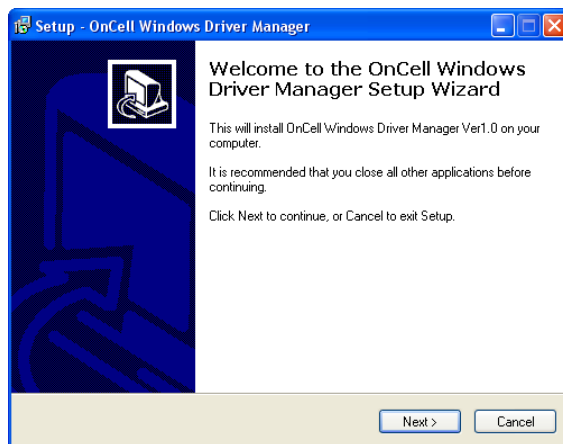 Setup - OnCell Windows Driver Manager
Welcome to the OnCell Windows
Driver Manager Setup Wizard
This will install OnCell Windows Driver Manager Ver1.0 on your
computer.
It is recommended that you close all other applications before
continuing.
Click Next to continue, or Cancel to exit Setup.
Next >
Cancel